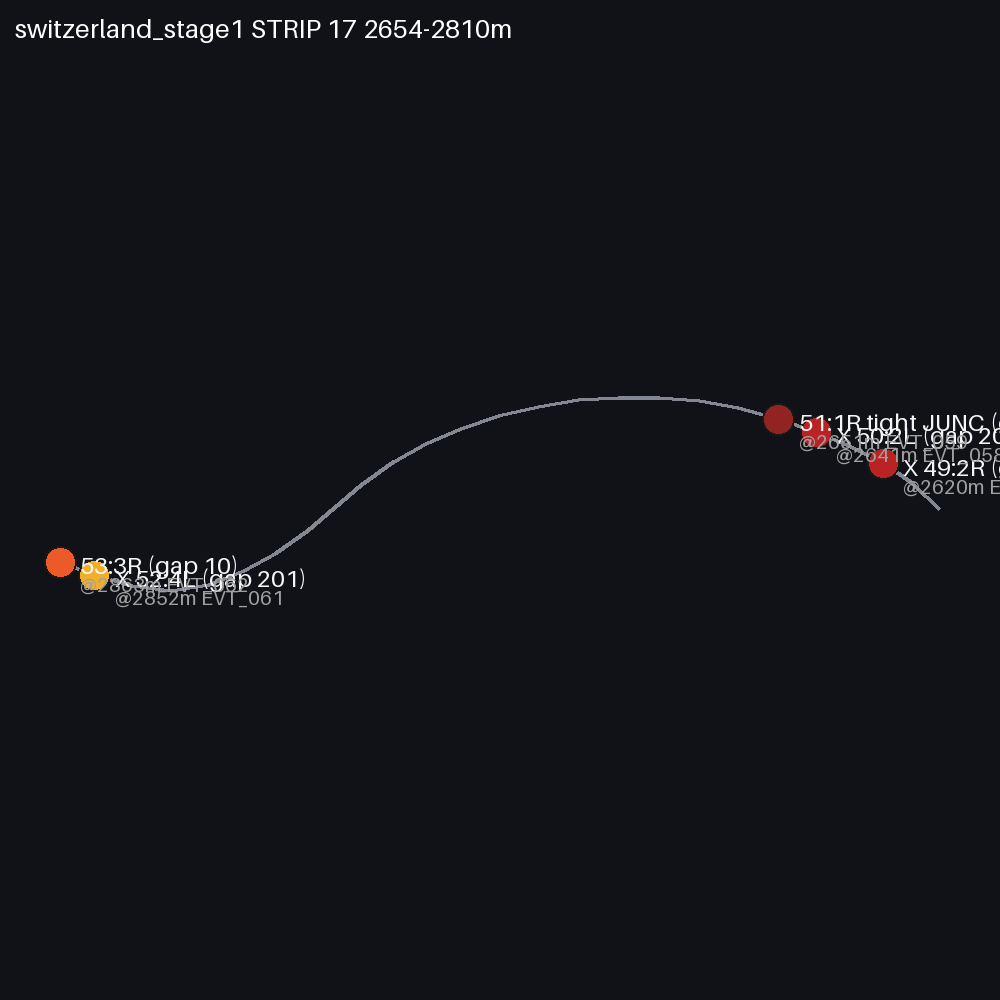 switzerland_stage1 STRIP 17 2654-2810m
51:1R tight JUNC (
X 50:2L (gap 20
@2641m EVT_058
X 49:2R (
@2620m E
53:3R (gap 10)
X 52:4L (gap 201)
@2852m EVT_061